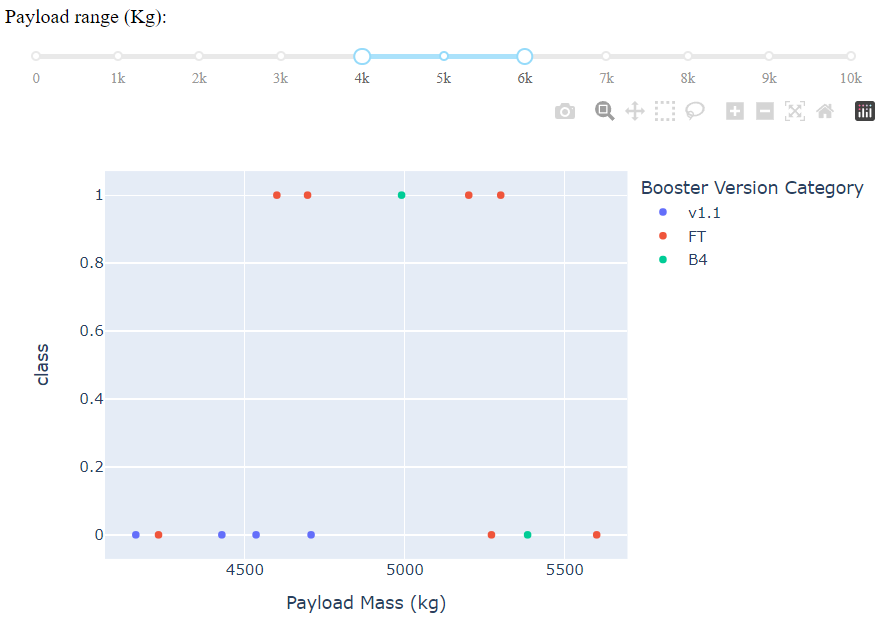 Payload range (Kg):
0 1k 2k 3k 4k 5k 6k 7k 8k 9k 10k
Booster Version Category
v1.1
FT
B4
1
0.8
0.6
0.4
0.2
0
class
4500 5000 5500
Payload Mass (kg)